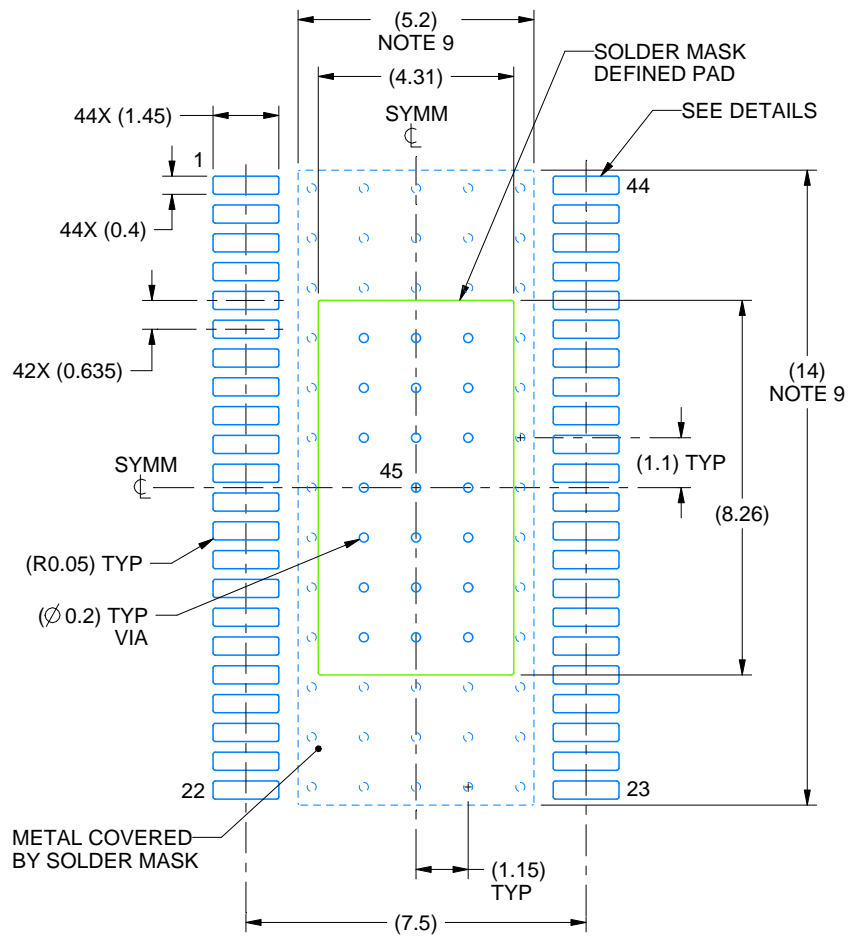 (5.2)
NOTE 9
SOLDER MASK
DEFINED PAD
(4.31)
44X (1.45)
SYMM
℄
SEE DETAILS
1
44
44X (0.4)
42X (0.635)
(14)
NOTE 9
SYMM
℄
45
(1.1) TYP
(8.26)
(R0.05) TYP
(∅ 0.2) TYP
VIA
22
23
METAL COVERED
BY SOLDER MASK
(1.15)
TYP
(7.5)